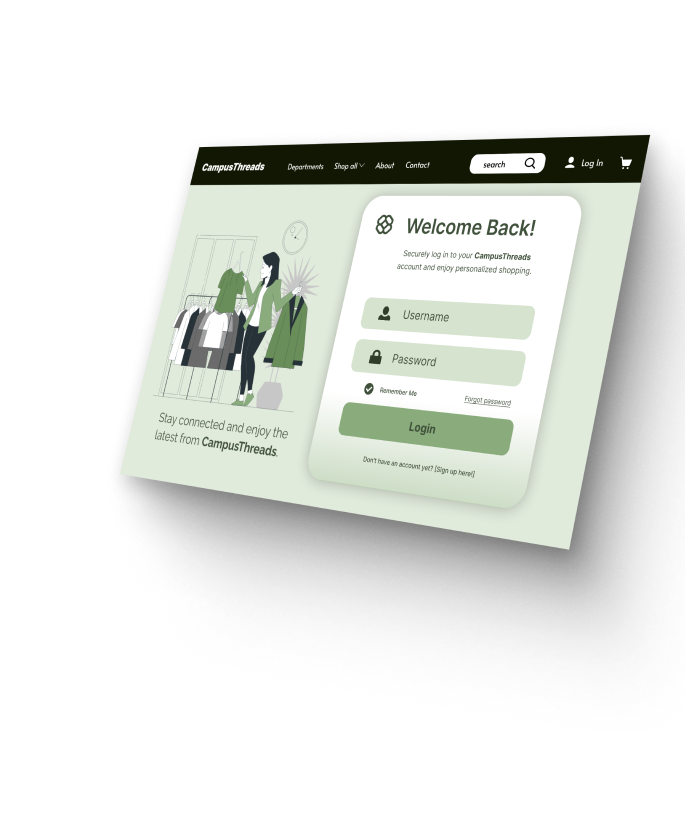 CampusThreads
Departments
Shop all
About
Contact
search
Log In
Welcome Back!
Securely log in to your CampusThreads
account and enjoy personalized shopping.
Username
Password
Remember Me
Forgot password
Login
Don't have an account yet? [Sign up here!]
Stay connected and enjoy the
latest from CampusThreads.